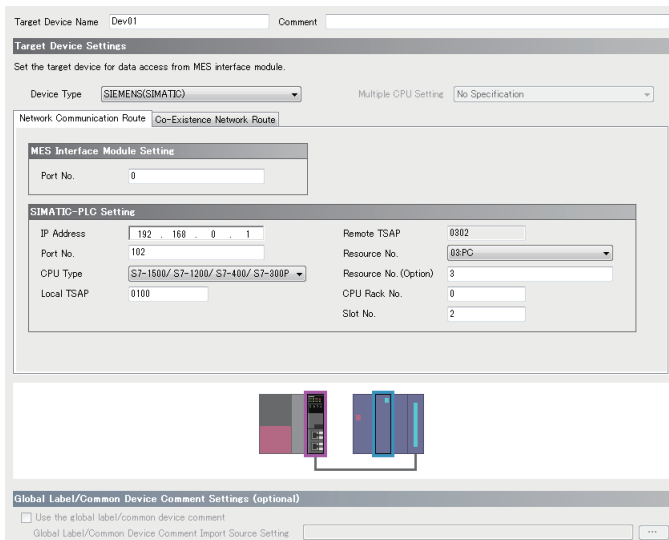 Target Device Name Dev01 Comment
Target Device Settings
Set the target device for data access from MES interface module.
Device Type SIEMENS(SIMATIC) Multiple CPU Setting No Specification
Network Communication Route Co-Existence Network Route
MES Interface Module Setting
Port No. 0
SIMATIC-PLC Setting
IP Address 192 . 168 . 0 . 1 Remote TSAP 0302
Port No. 102 Resource No. 03:PC
CPU Type S7-1500/ S7-1200/ S7-400/ S7-300P Resource No. (Option) 3
Local TSAP 0100 CPU Rack No. 0
Slot No. 2
Global Label/Common Device Comment Settings (optional)
Use the global label/common device comment
Global Label/Common Device Comment Import Source Setting ...